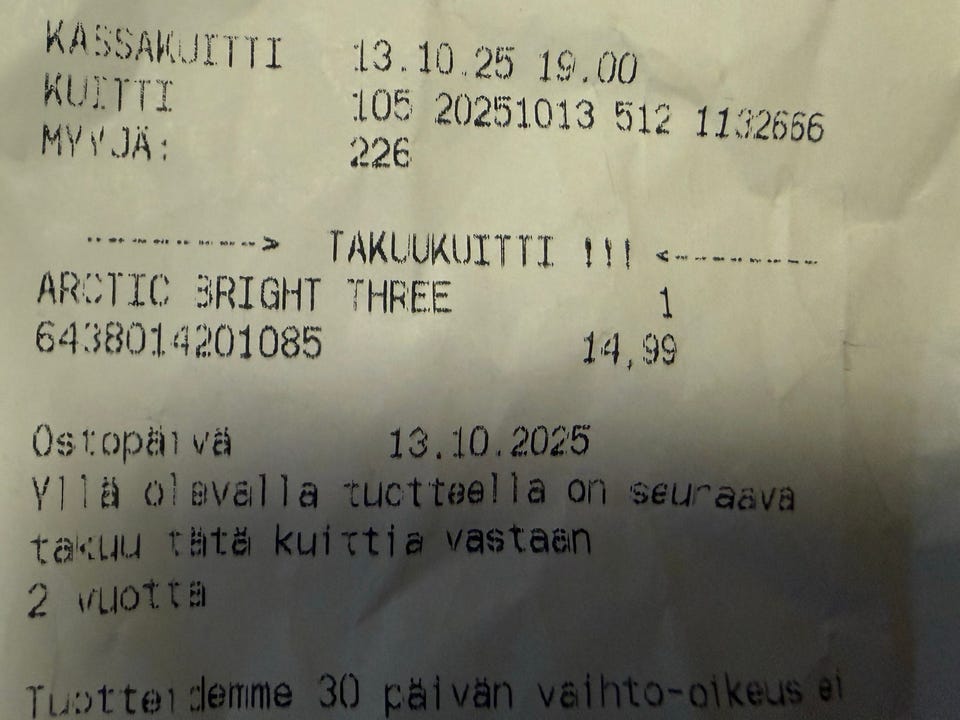 KASSAKUITTI 13.10.25 19.00
KUITTI 105 20251013 512 1132666
MYYJÄ: 226
-----------> TAKUUKUITTI !!! <---------
ARCTIC BRIGHT THREE 1
6438014201085 14,99
Ostopäivä 13.10.2025
Yllä olevalla tuotteella on seuraava
takuu tätä kuittia vastaan
2 vuotta
Tuotteidemme 30 päivän vaihto-oikeus ei